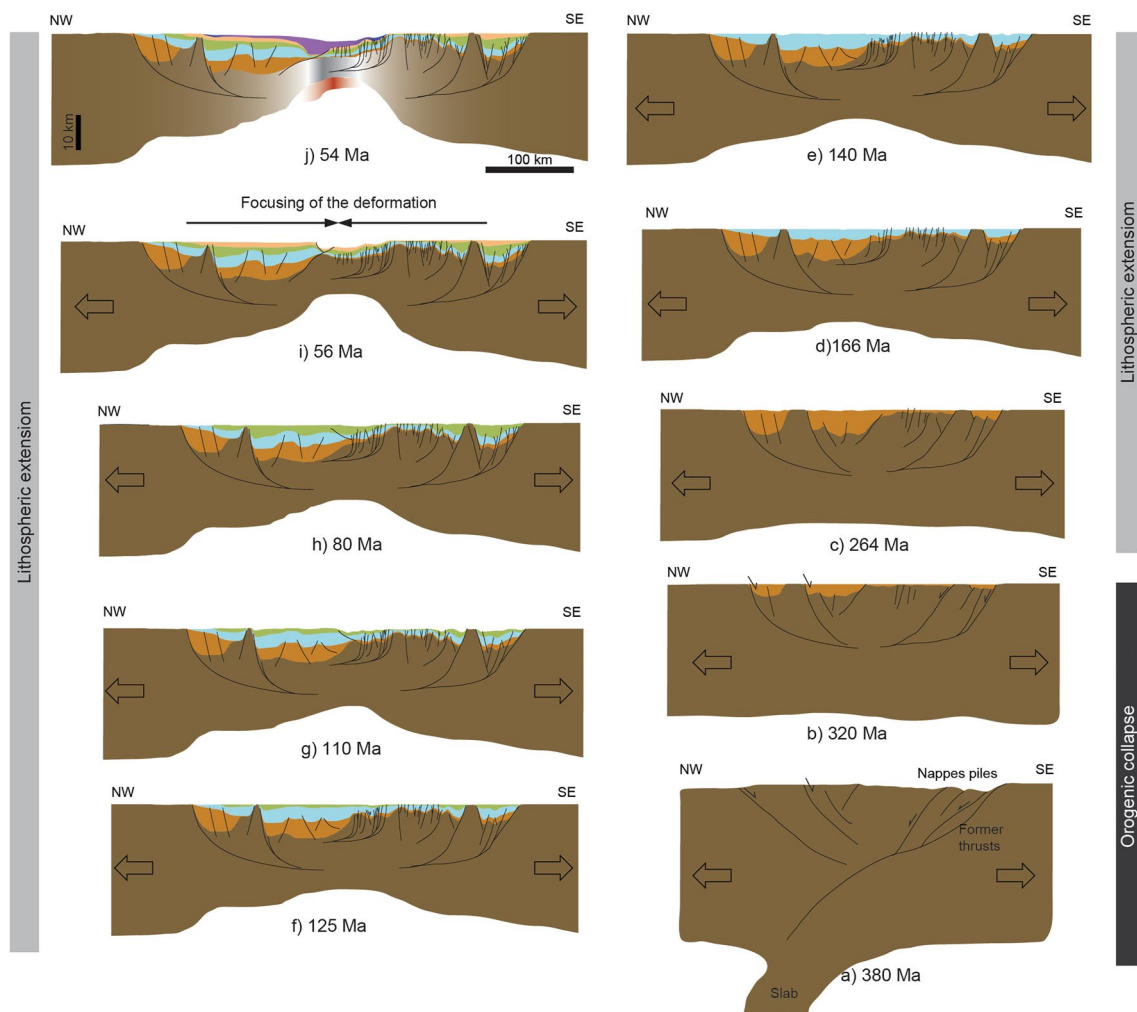 NW SE
10 km
j) 54 Ma
100 km
Focusing of the deformation
NW SE
i) 56 Ma
NW SE
h) 80 Ma
NW SE
g) 110 Ma
NW SE
f) 125 Ma
Lithospheric extensiom
NW SE
e) 140 Ma
NW SE
d)166 Ma
NW SE
c) 264 Ma
NW SE
b) 320 Ma
NW SE
Nappes piles
Former
thrusts
a) 380 Ma
Slab
Lithospheric extensiom
Orogenic collapse